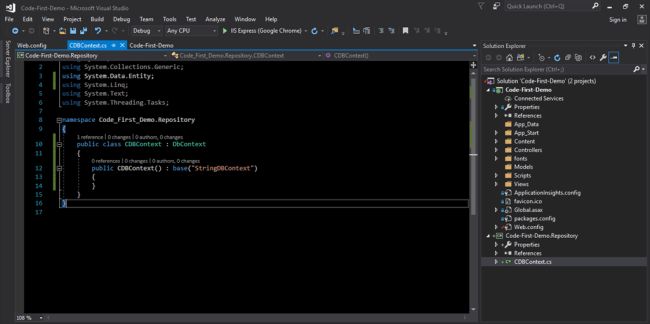 Code-First-Demo - Microsoft Visual Studio
Quick Launch (Ctrl+Q)
File Edit View Project Build Debug Team Tools Test Analyze Window Help
Sign in
Debug Any CPU IIS Express (Google Chrome)
Server Explorer
Toolbox
Web.config CDBContext.cs Code-First-Demo
Code-First-Demo.Repository Code_First_Demo.Repository.CDBContext CDBContext()
2 using System.Collections.Generic;
3 using System.Data.Entity;
4 using System.Linq;
5 using System.Text;
6 using System.Threading.Tasks;
7
8 namespace Code_First_Demo.Repository
9 {
1 reference | 0 changes | 0 authors, 0 changes
10 public class CDBContext : DbContext
11 {
0 references | 0 changes | 0 authors, 0 changes
12 public CDBContext() : base("StringDBContext")
13 {
14 }
15 }
16 }
17
108 %
Solution Explorer
Search Solution Explorer (Ctrl+;)
Solution 'Code-First-Demo' (2 projects)
Code-First-Demo
Connected Services
Properties
References
App_Data
App_Start
Content
Controllers
fonts
Models
Scripts
Views
ApplicationInsights.config
favicon.ico
Global.asax
packages.config
Web.config
Code-First-Demo.Repository
Properties
References
CDBContext.cs